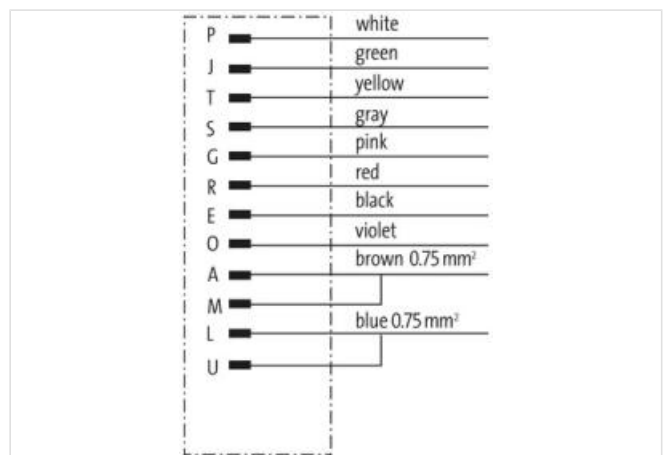 P white
J green
T yellow
S gray
G pink
R red
E black
O violet
A brown 0.75 mm²
M
L blue 0.75 mm²
U